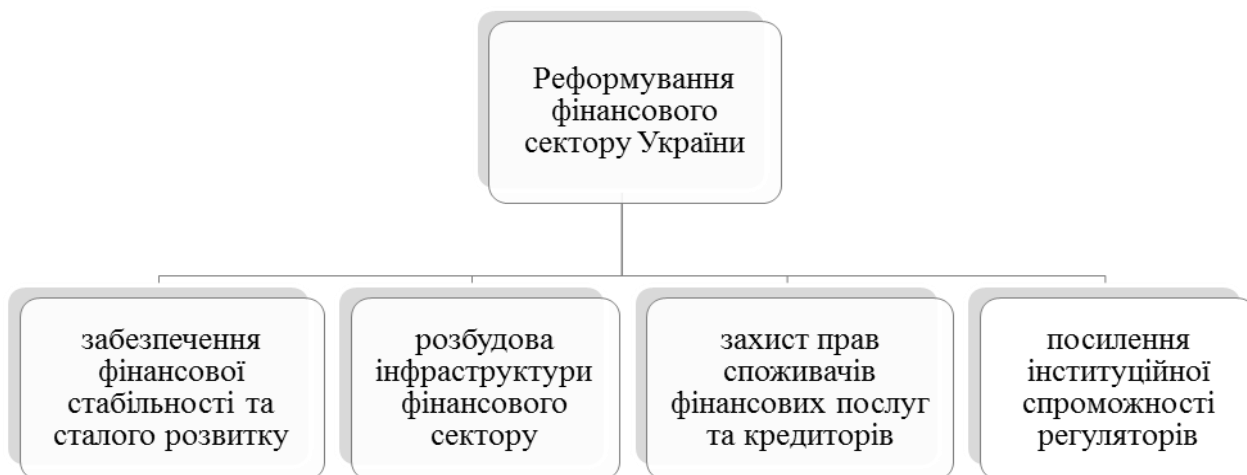 Реформування
фінансового
сектору України
забезпечення
фінансової
стабільності та
сталого розвитку
розбудова
інфраструктури
фінансового
сектору
захист прав
споживачів
фінансових послуг
та кредиторів
посилення
інституційної
спроможності
регуляторів